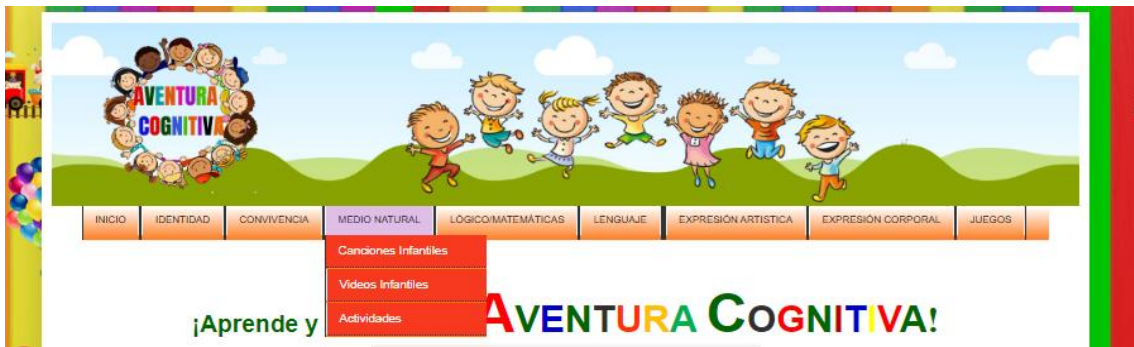 AVENTURA
COGNITIVA
INICIO IDENTIDAD CONVIVENCIA MEDIO NATURAL LÓGICO/MATEMÁTICAS LENGUAJE EXPRESIÓN ARTISTICA EXPRESIÓN CORPORAL JUEGOS
Canciones Infantiles
Videos Infantiles
Actividades
¡Aprende y AVENTURA COGNITIVA!